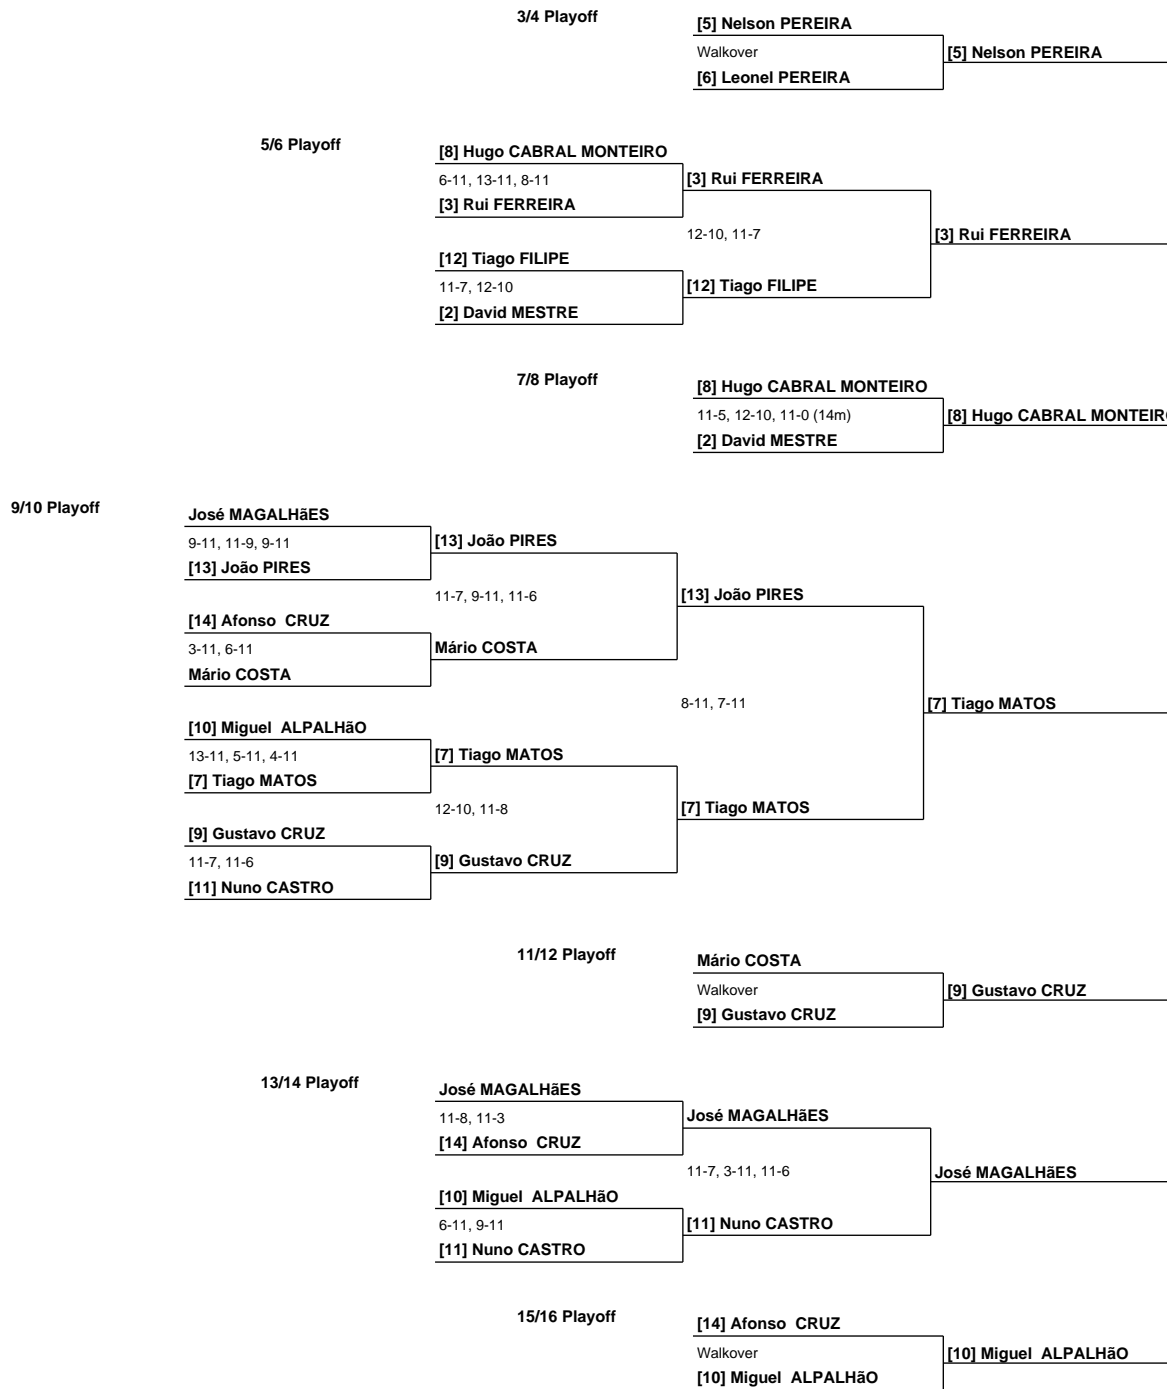 3/4 Playoff
[5] Nelson PEREIRA
Walkover
[5] Nelson PEREIRA
[6] Leonel PEREIRA
5/6 Playoff
[8] Hugo CABRAL MONTEIRO
6-11, 13-11, 8-11
[3] Rui FERREIRA
[3] Rui FERREIRA
12-10, 11-7
[3] Rui FERREIRA
[12] Tiago FILIPE
11-7, 12-10
[12] Tiago FILIPE
[2] David MESTRE
7/8 Playoff
[8] Hugo CABRAL MONTEIRO
11-5, 12-10, 11-0 (14m)
[8] Hugo CABRAL MONTEIRO
[2] David MESTRE
9/10 Playoff
José MAGALHãES
9-11, 11-9, 9-11
[13] João PIRES
[13] João PIRES
11-7, 9-11, 11-6
[13] João PIRES
[14] Afonso  CRUZ
3-11, 6-11
Mário COSTA
Mário COSTA
8-11, 7-11
[7] Tiago MATOS
[10] Miguel  ALPALHãO
13-11, 5-11, 4-11
[7] Tiago MATOS
[7] Tiago MATOS
12-10, 11-8
[7] Tiago MATOS
[9] Gustavo CRUZ
11-7, 11-6
[9] Gustavo CRUZ
[11] Nuno CASTRO
11/12 Playoff
Mário COSTA
Walkover
[9] Gustavo CRUZ
[9] Gustavo CRUZ
13/14 Playoff
José MAGALHãES
11-8, 11-3
José MAGALHãES
[14] Afonso  CRUZ
11-7, 3-11, 11-6
José MAGALHãES
[10] Miguel  ALPALHãO
6-11, 9-11
[11] Nuno CASTRO
[11] Nuno CASTRO
15/16 Playoff
[14] Afonso  CRUZ
Walkover
[10] Miguel  ALPALHãO
[10] Miguel  ALPALHãO